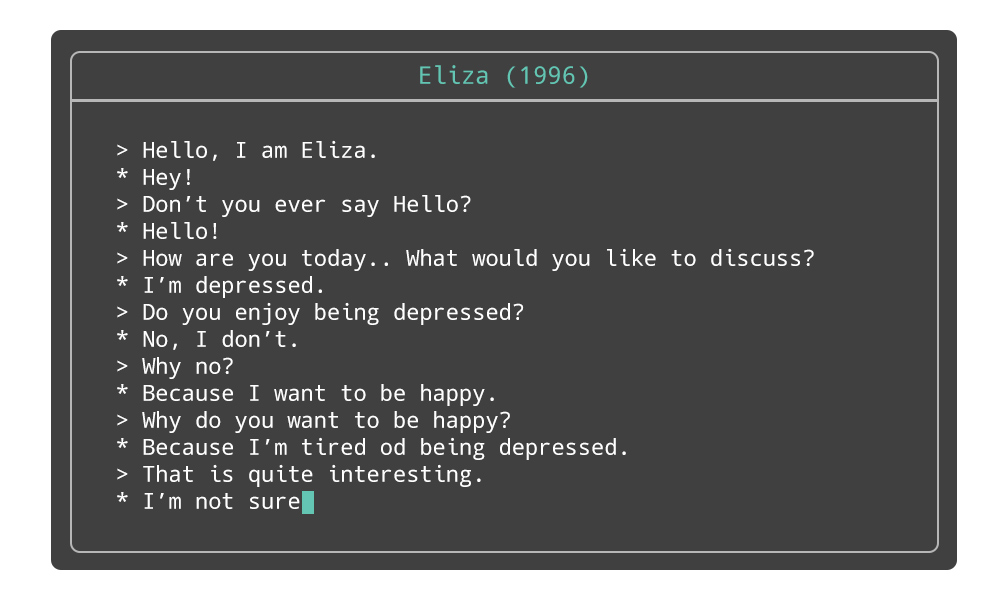 Eliza (1996)
> Hello, I am Eliza.
* Hey!
> Don’t you ever say Hello?
* Hello!
> How are you today.. What would you like to discuss?
* I’m depressed.
> Do you enjoy being depressed?
* No, I don’t.
> Why no?
* Because I want to be happy.
> Why do you want to be happy?
* Because I’m tired od being depressed.
> That is quite interesting.
* I’m not sure